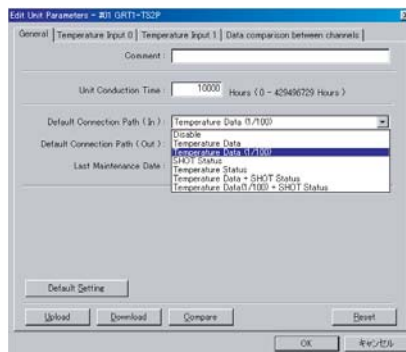 Edit Unit Parameters - #01 GRT1-TS2P
General Temperature Input 0 Temperature Input 1 Data comparison between channels
Comment :
Unit Conduction Time : 10000 Hours ( 0 - 429496729 Hours )
Default Connection Path ( In ) : Temperature Data (1/100)
Disable
Default Connection Path ( Out ) : Temperature Data
Temperature Data (1/100)
SHOT Status
Last Maintenance Date : Temperature Status
Temperature Data + SHOT Status
Temperature Data(1/100) + SHOT Status
Default Setting
Upload Download Compare Reset
OK キャンセル